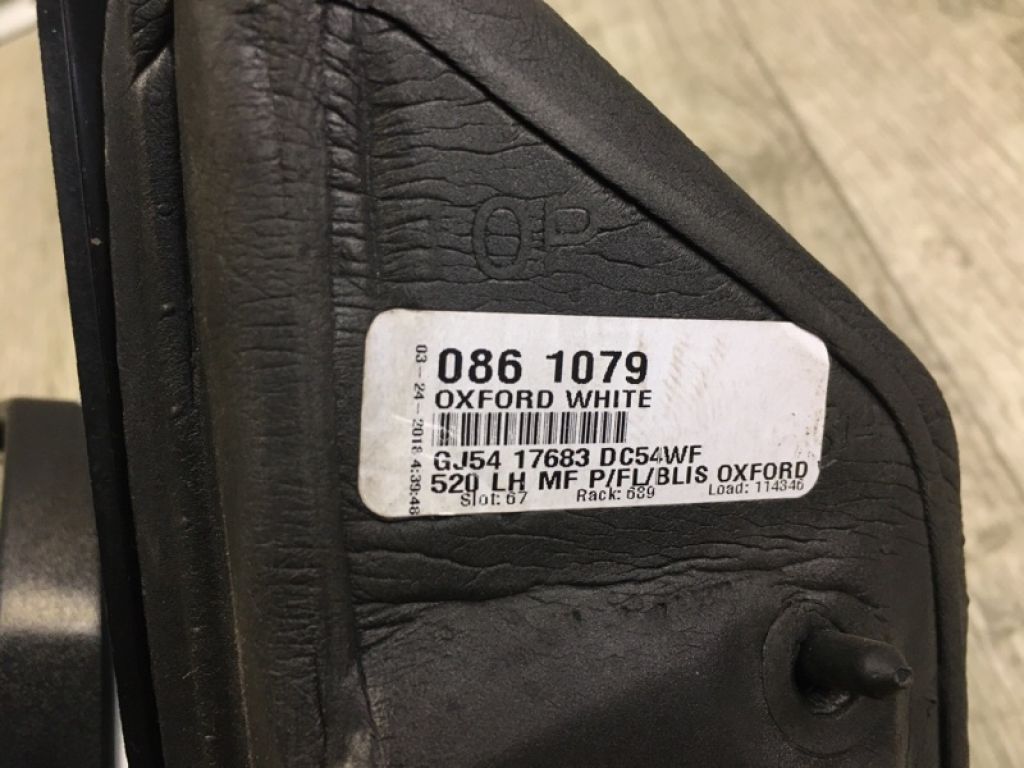 OP
03-24-2018 4:39:48
086 1079
OXFORD WHITE
GJ54 17683 DC54WF
520 LH MF P/FL/BLIS OXFORD
Slot: 67 Rack: 689 Load: 114346